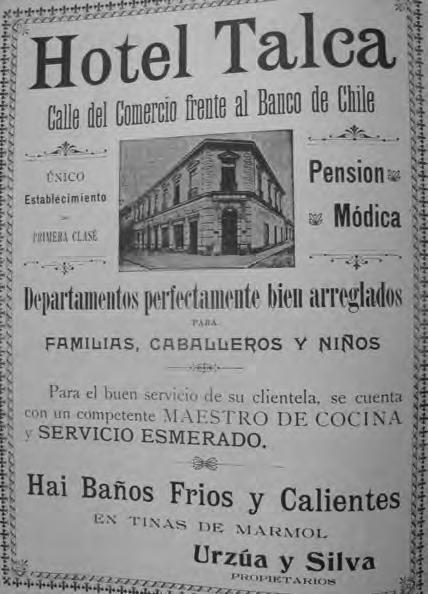 Hotel Talca
Calle del Comercio frente al Banco de Chile
ÚNICO
Establecimiento
DE
PRIMERA CLASE
Pension
Módica
Departamentos perfectamente bien arreglados
PARA
FAMILIAS, CABALLEROS Y NIÑOS
Para el buen servicio de su clientela, se cuenta
con un competente MAESTRO DE COCINA
y SERVICIO ESMERADO.
Hai Baños Frios y Calientes
EN TINAS DE MARMOL
Urzúa y Silva
PROPIETARIOS